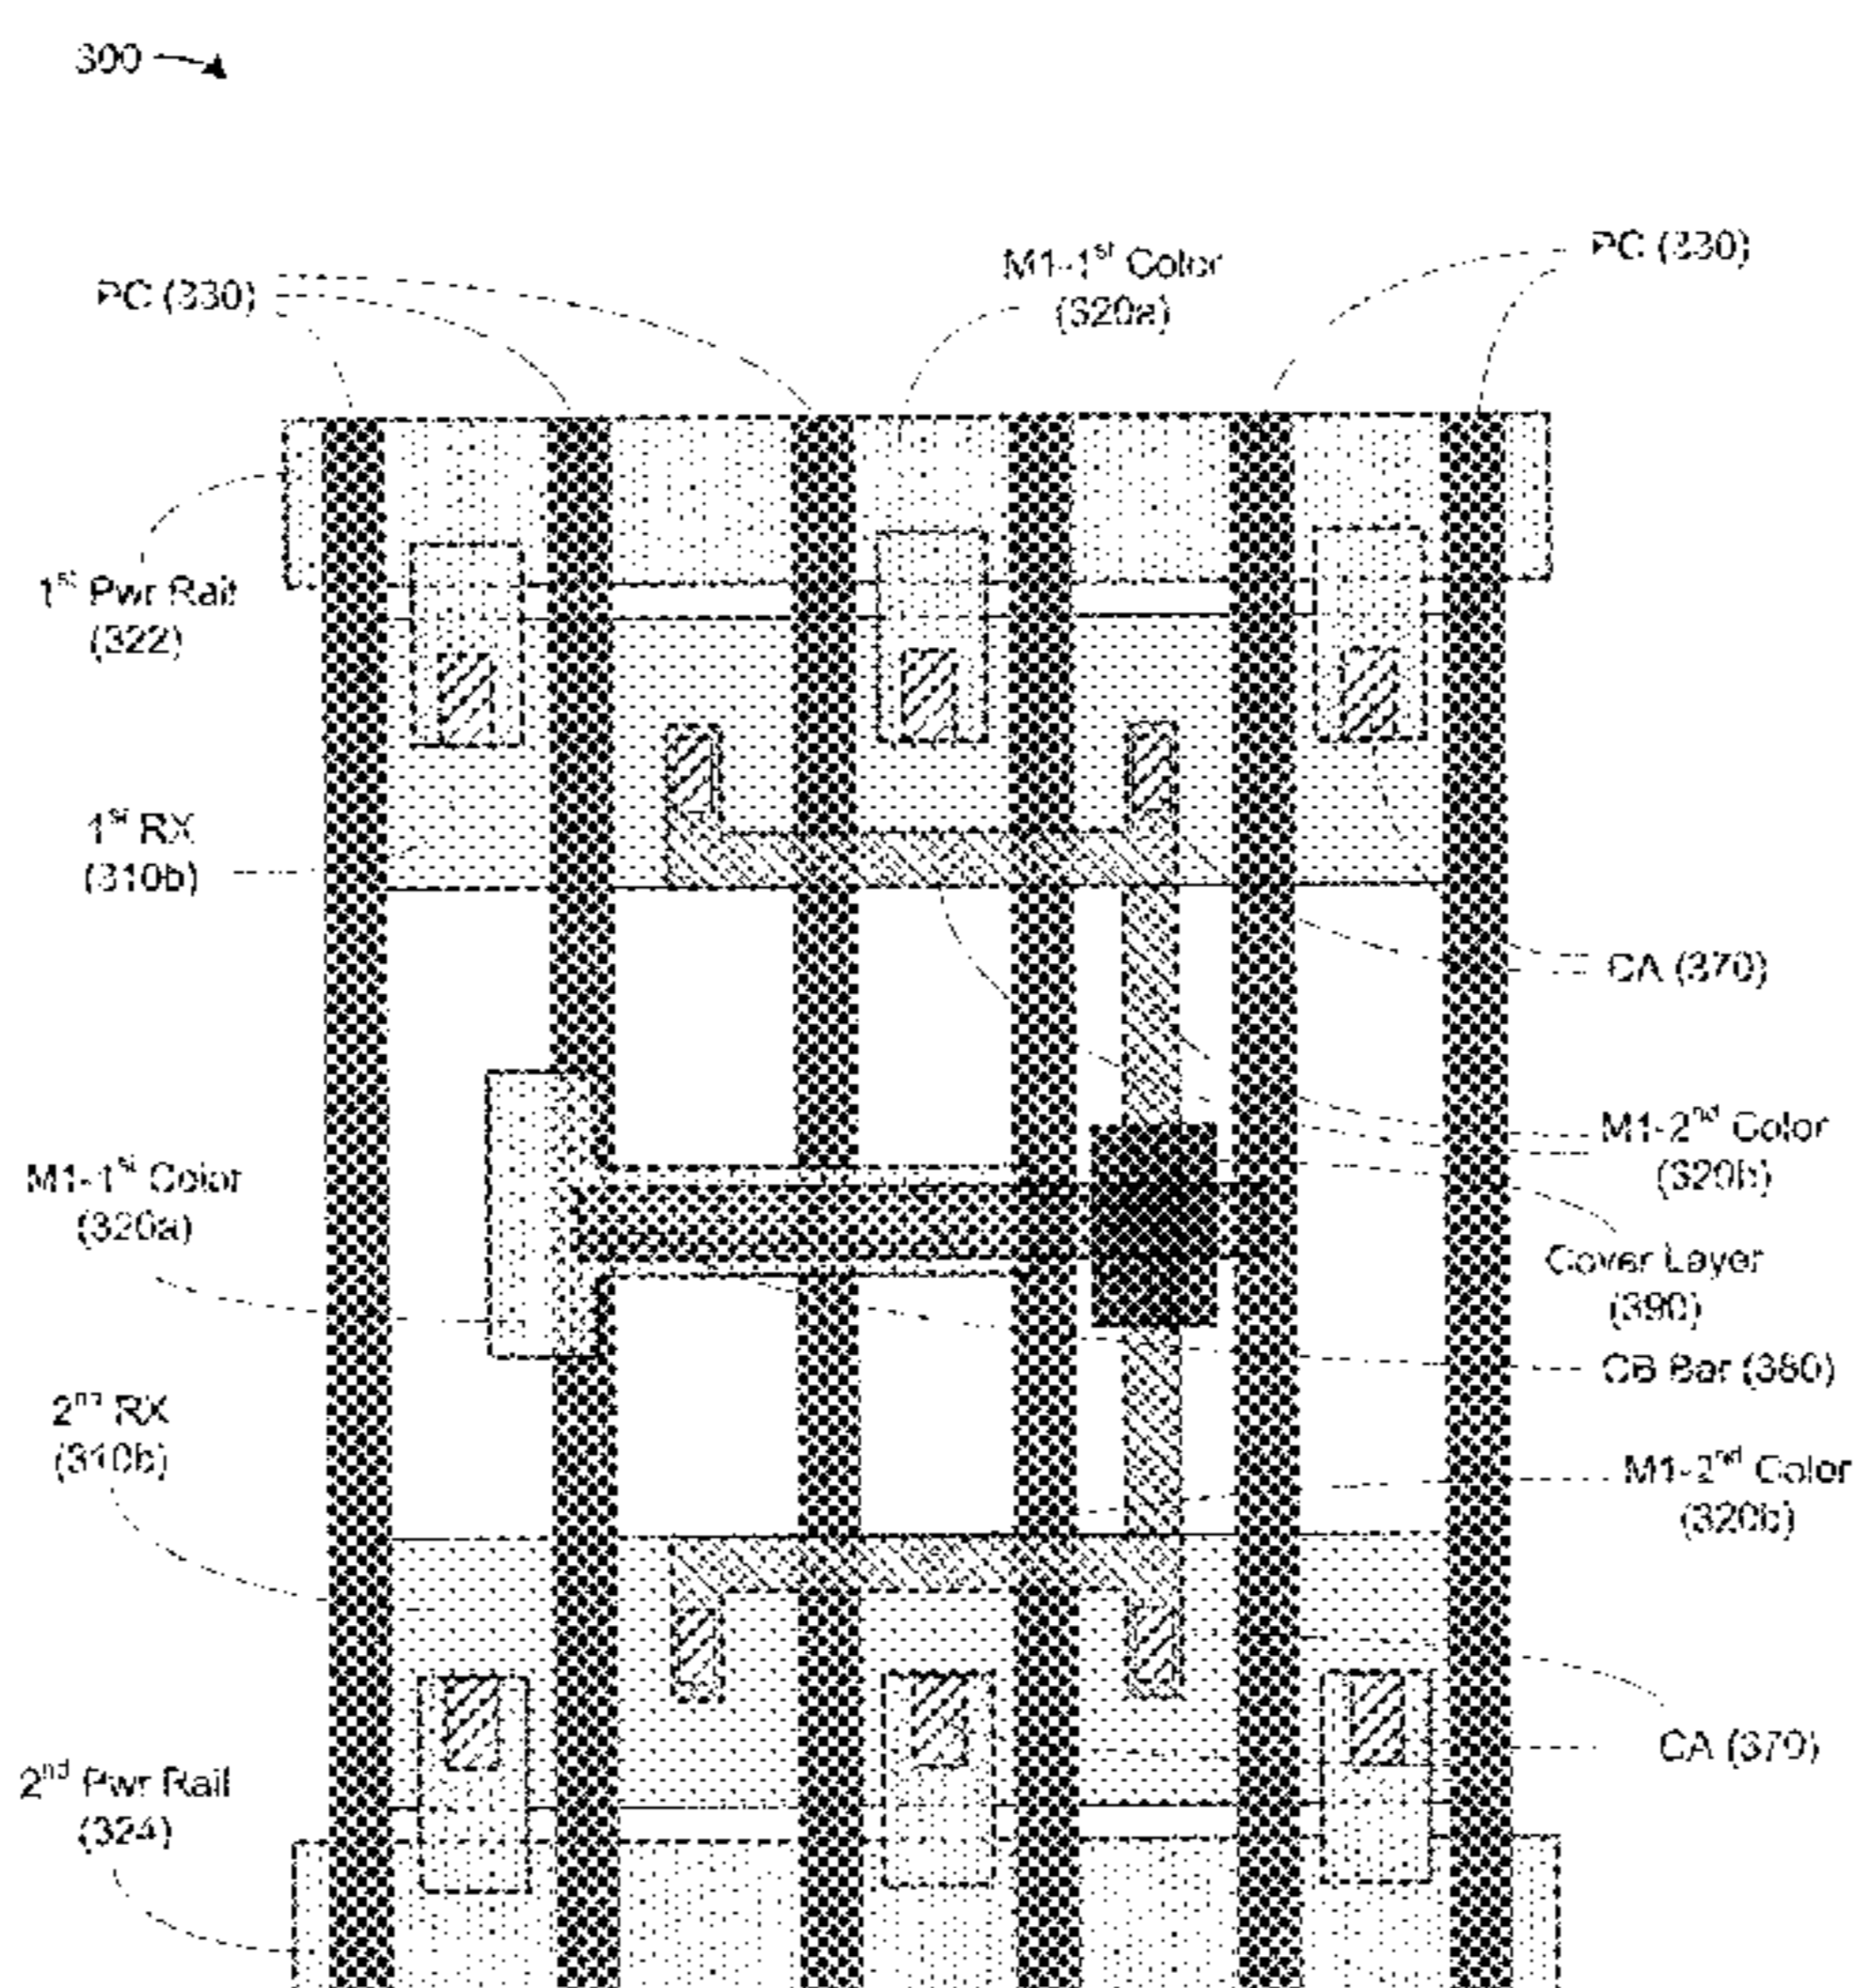 300
PC (330)
M1-1st Color
(320a)
PC (330)
1st Pwr Rail
(322)
1st RX
(310b)
CA (370)
M1-2nd Color
(320b)
M1-1st Color
(320a)
Cover Layer
(390)
CB Bar (380)
2nd RX
(310b)
M1-2nd Color
(320b)
CA (370)
2nd Pwr Rail
(324)